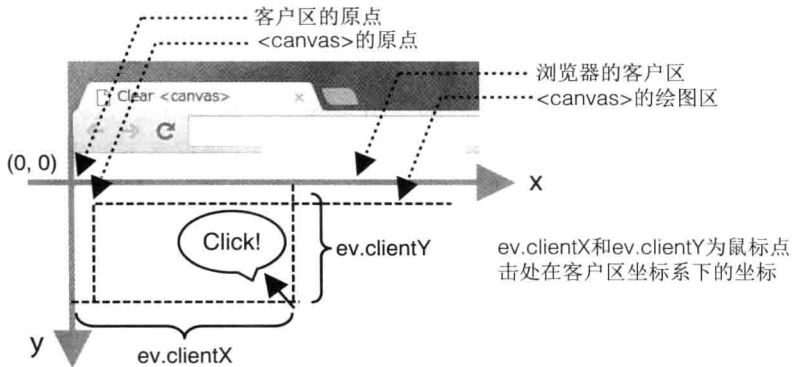 客户区的原点
<canvas>的原点
浏览器的客户区
<canvas>的绘图区
Clear <canvas>
(0, 0)
x
Click!
ev.clientY
ev.clientX和ev.clientY为鼠标点
击处在客户区坐标系下的坐标
y
ev.clientX